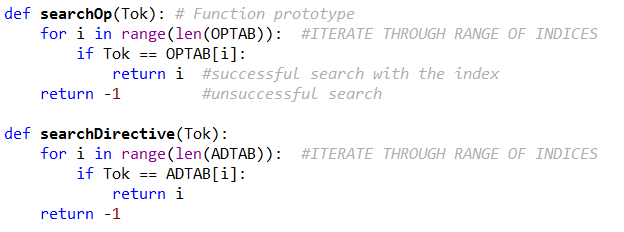 def searchOp(Tok): # Function prototype
    for i in range(len(OPTAB)):  #ITERATE THROUGH RANGE OF INDICES
        if Tok == OPTAB[i]:
            return i  #successful search with the index
    return -1         #unsuccessful search

def searchDirective(Tok):
    for i in range(len(ADTAB)):  #ITERATE THROUGH RANGE OF INDICES
        if Tok == ADTAB[i]:
            return i
    return -1